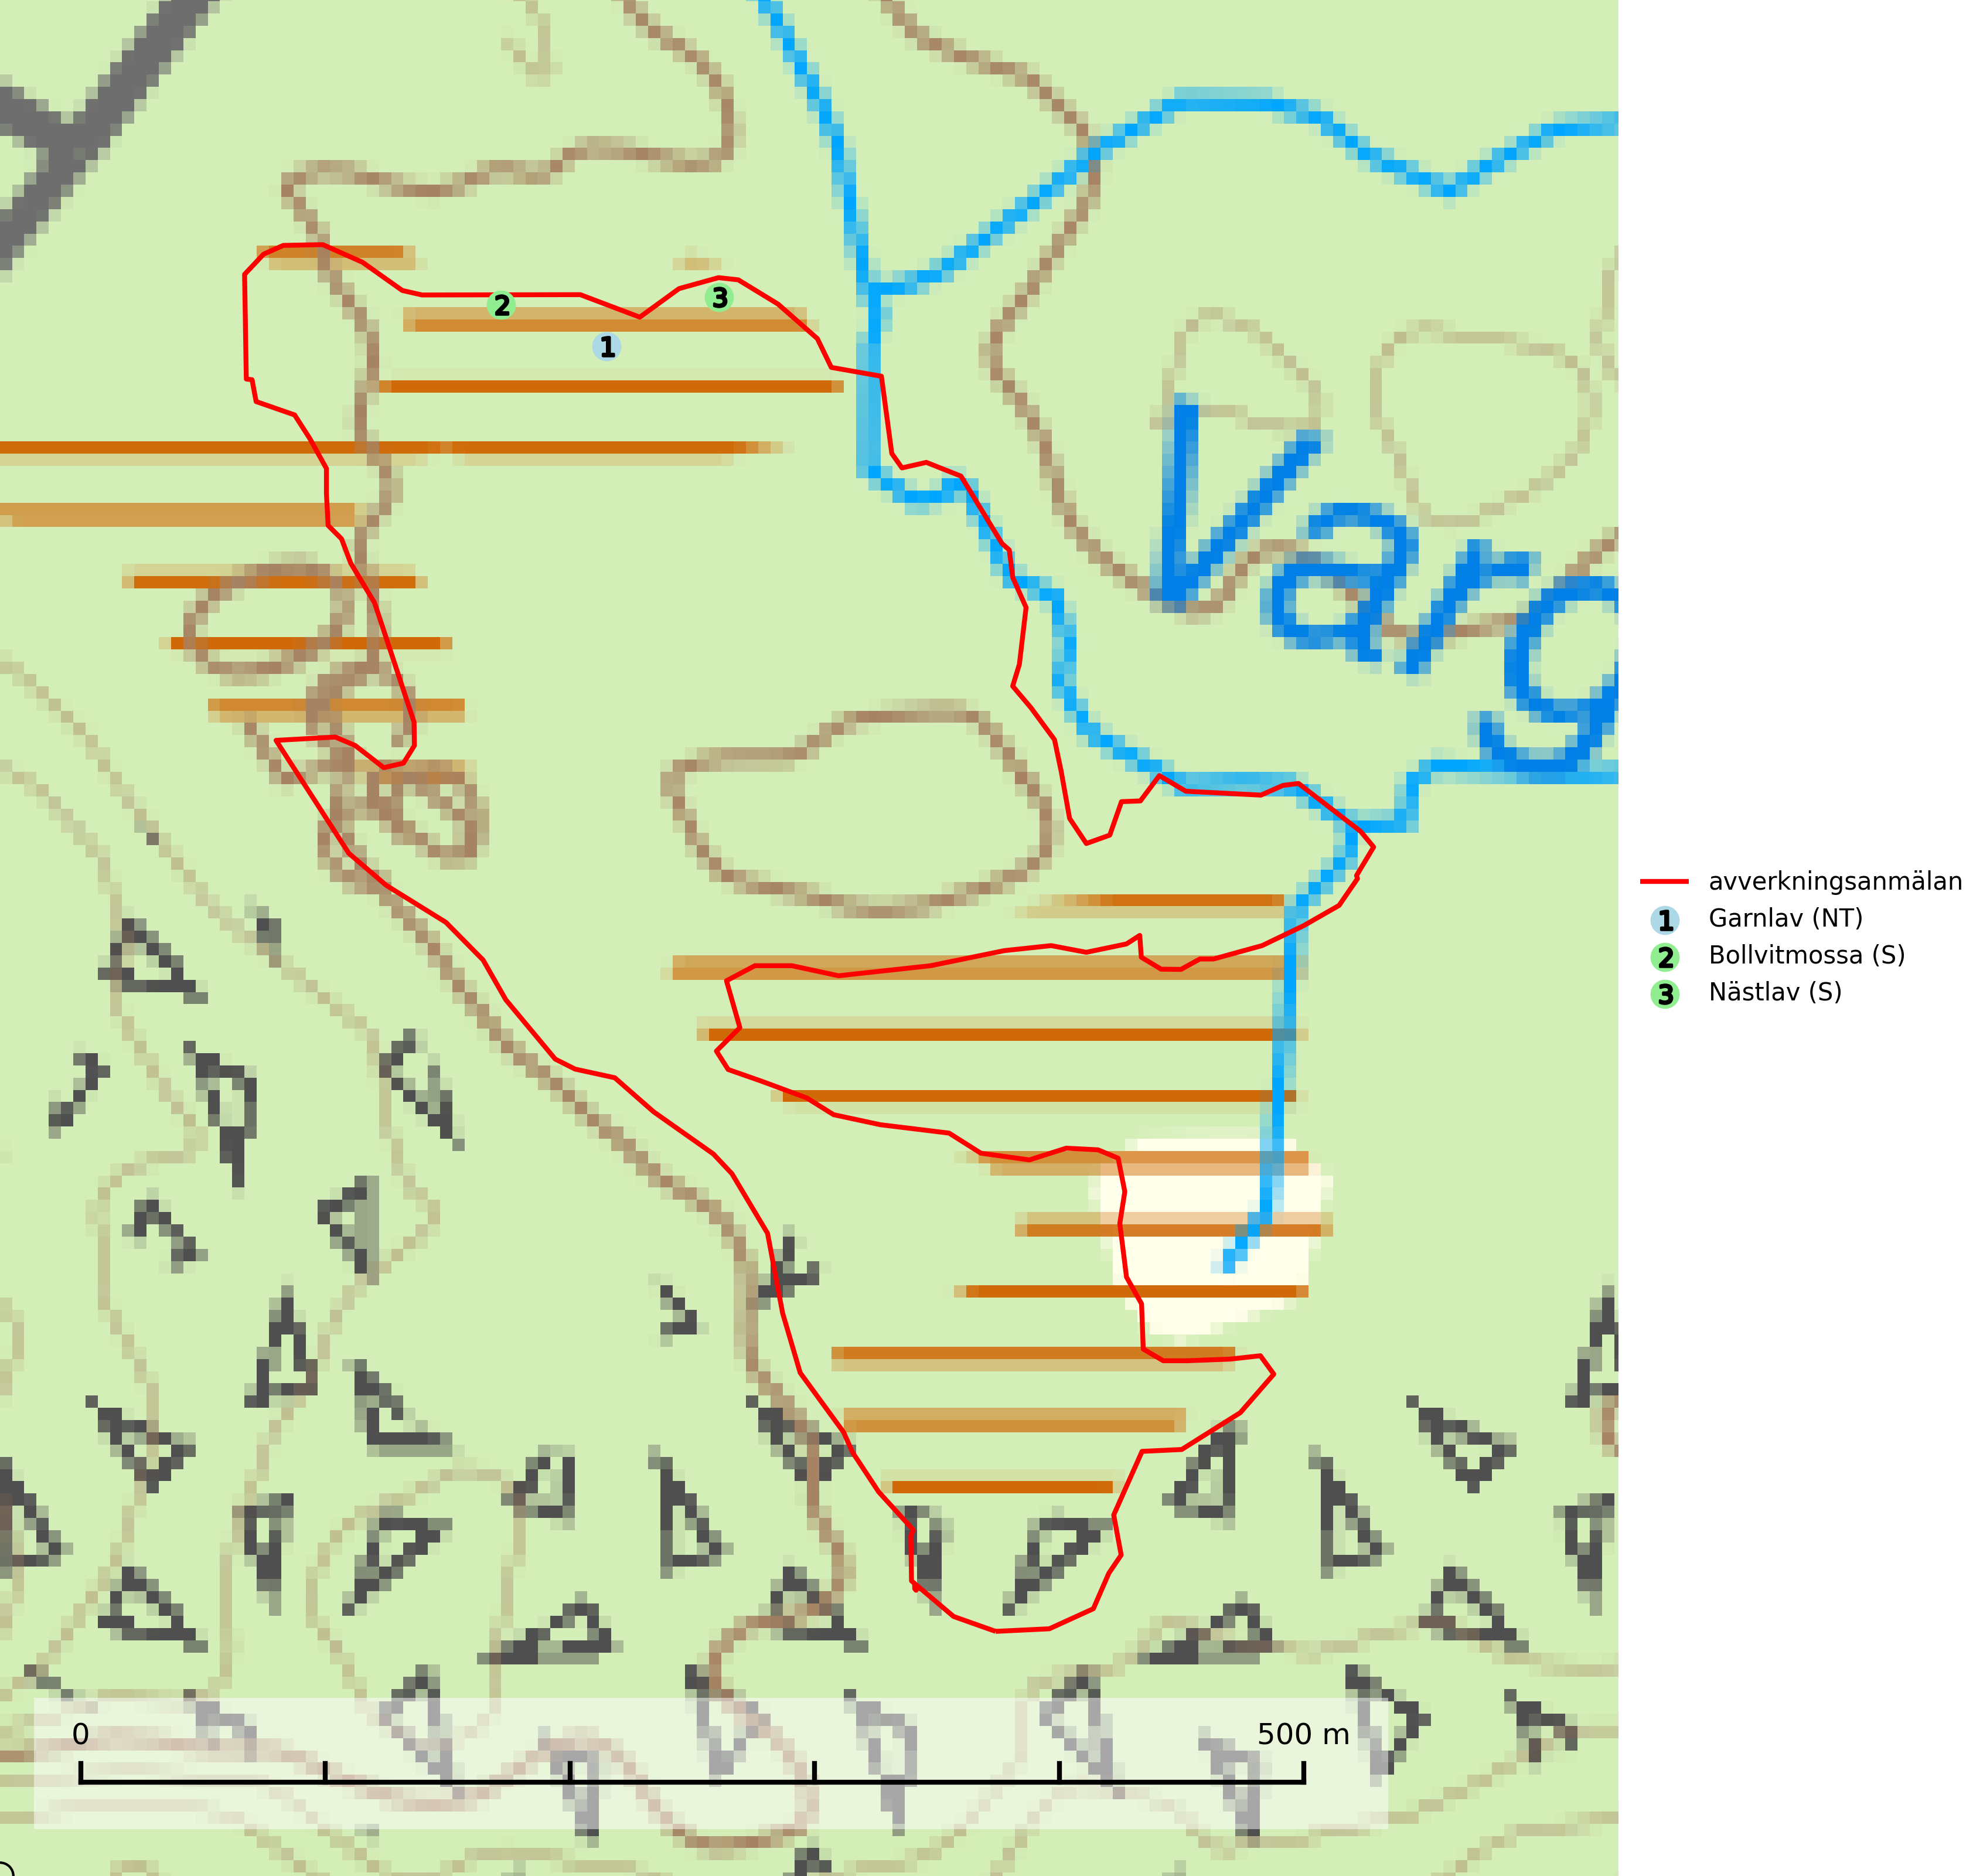 2
3
1
Varg
avverkningsanmälan
1 Garnlav (NT)
2 Bollvitmossa (S)
3 Nästlav (S)
0 500 m